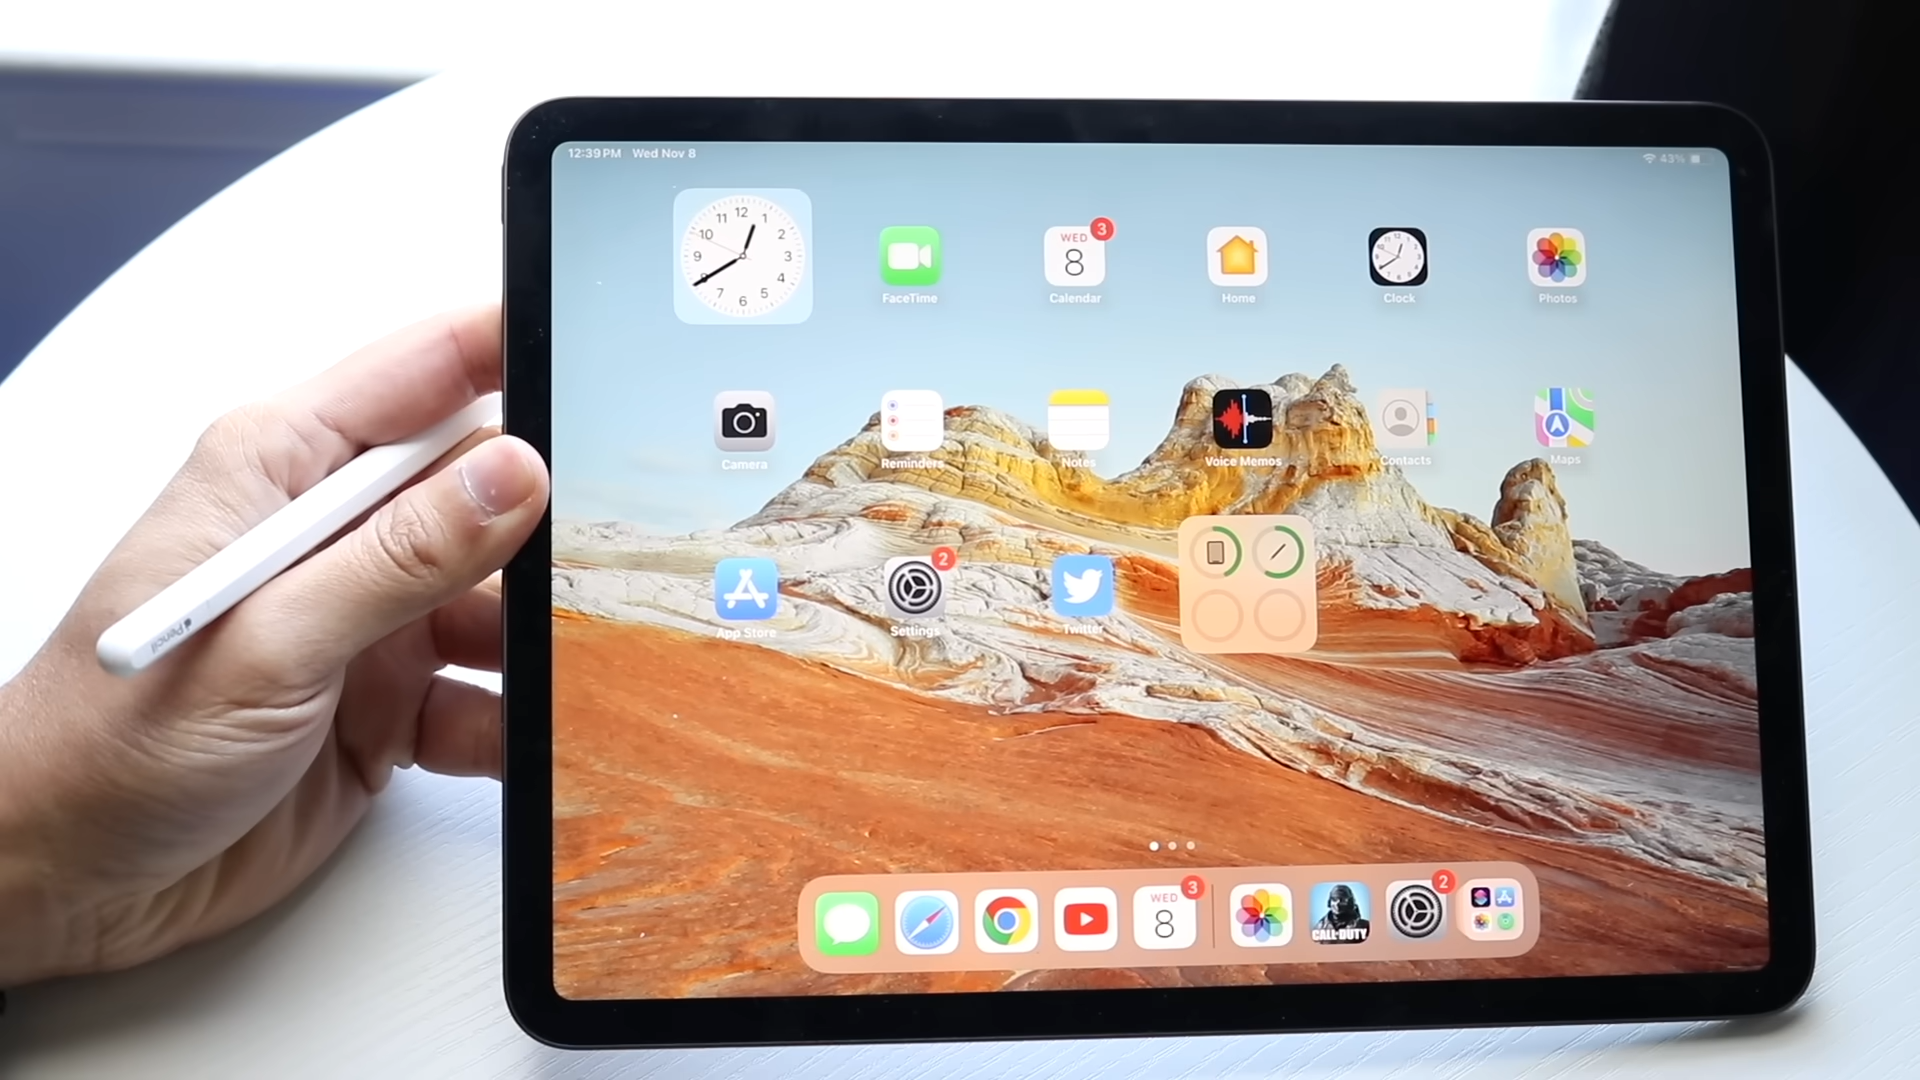 12:39 PM Wed Nov 8
43%
12
11 1
10 2
9 3
8 4
7 5
6
WED
8
3
FaceTime
Calendar
Home
Clock
Photos
Camera
Reminders
Notes
Voice Memos
Contacts
Maps
2
App Store
Settings
Twitter
WED
8
3
CALL OF DUTY
2
Pencil